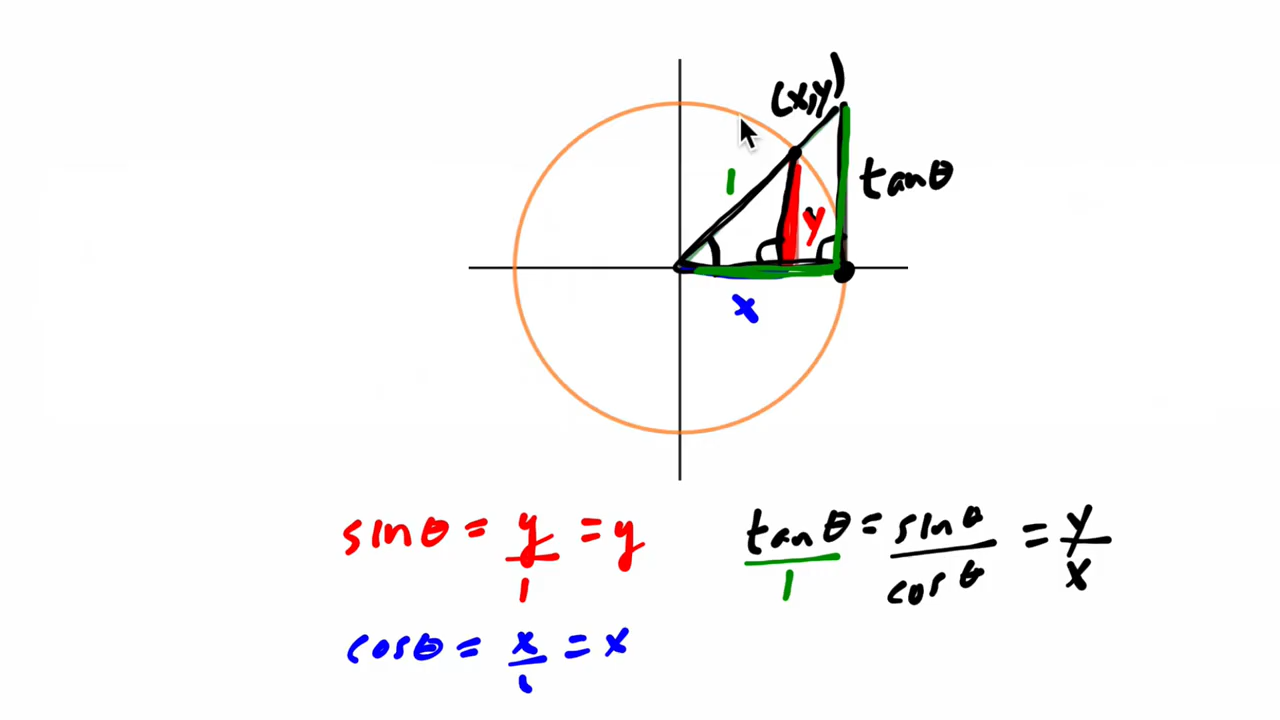 (x,y)
1
y
tanθ
x
sinθ = y/1 = y
tanθ/1 = sinθ/cosθ = y/x
cosθ = x/1 = x